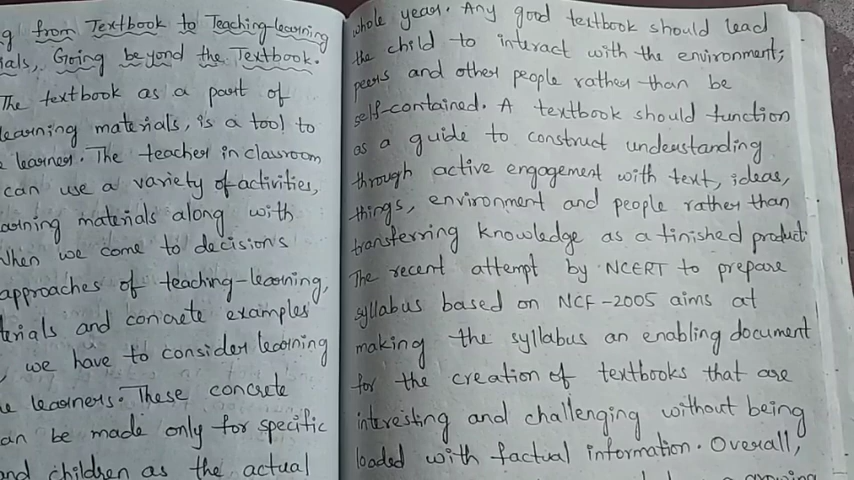 g from Textbook to Teaching-learning
ials, Going beyond the Textbook.
The textbook as a part of
learning materials, is a tool to
e learner. The teacher in classroom
can use a variety of activities,
arning materials along with
When we come to decisions
approaches of teaching-learning,
terials and concrete examples
, we have to consider learning
e learners. These concrete
an be made only for specific
and children as the actual
whole year. Any good textbook should lead
the child to interact with the environment;
peers and other people rather than be
self-contained. A textbook should function
as a guide to construct understanding
through active engagement with text, ideas,
things, environment and people rather than
transferring knowledge as a finished product.
The recent attempt by NCERT to prepare
syllabus based on NCF-2005 aims at
making the syllabus an enabling document
for the creation of textbooks that are
interesting and challenging without being
loaded with factual information. Overall,